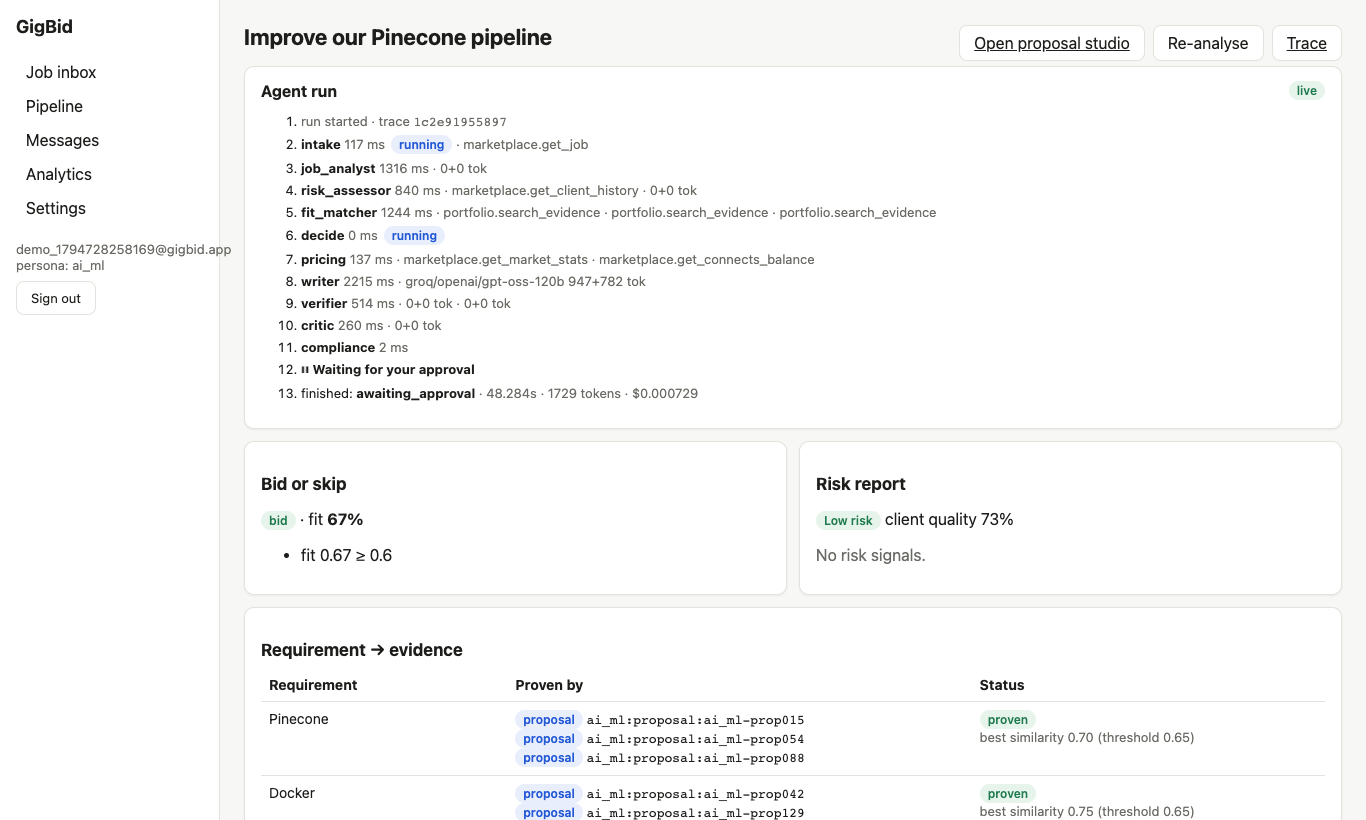 GigBid
Job inbox
Pipeline
Messages
Analytics
Settings
demo_1794728258169@gigbid.app
persona: ai_ml
Sign out
Improve our Pinecone pipeline
Open proposal studio
Re-analyse
Trace
Agent run
live
1. run started · trace 1c2e91955897
2. intake 117 ms running · marketplace.get_job
3. job_analyst 1316 ms · 0+0 tok
4. risk_assessor 840 ms · marketplace.get_client_history · 0+0 tok
5. fit_matcher 1244 ms · portfolio.search_evidence · portfolio.search_evidence · portfolio.search_evidence
6. decide 0 ms running
7. pricing 137 ms · marketplace.get_market_stats · marketplace.get_connects_balance
8. writer 2215 ms · groq/openai/gpt-oss-120b 947+782 tok
9. verifier 514 ms · 0+0 tok · 0+0 tok
10. critic 260 ms · 0+0 tok
11. compliance 2 ms
12. ⏸ Waiting for your approval
13. finished: awaiting_approval · 48.284s · 1729 tokens · $0.000729
Bid or skip
bid · fit 67%
• fit 0.67 ≥ 0.6
Risk report
Low risk client quality 73%
No risk signals.
Requirement → evidence
Requirement Proven by Status
Pinecone
proposal ai_ml:proposal:ai_ml-prop015
proposal ai_ml:proposal:ai_ml-prop054
proposal ai_ml:proposal:ai_ml-prop088
proven
best similarity 0.70 (threshold 0.65)
Docker
proposal ai_ml:proposal:ai_ml-prop042
proposal ai_ml:proposal:ai_ml-prop129
proven
best similarity 0.75 (threshold 0.65)